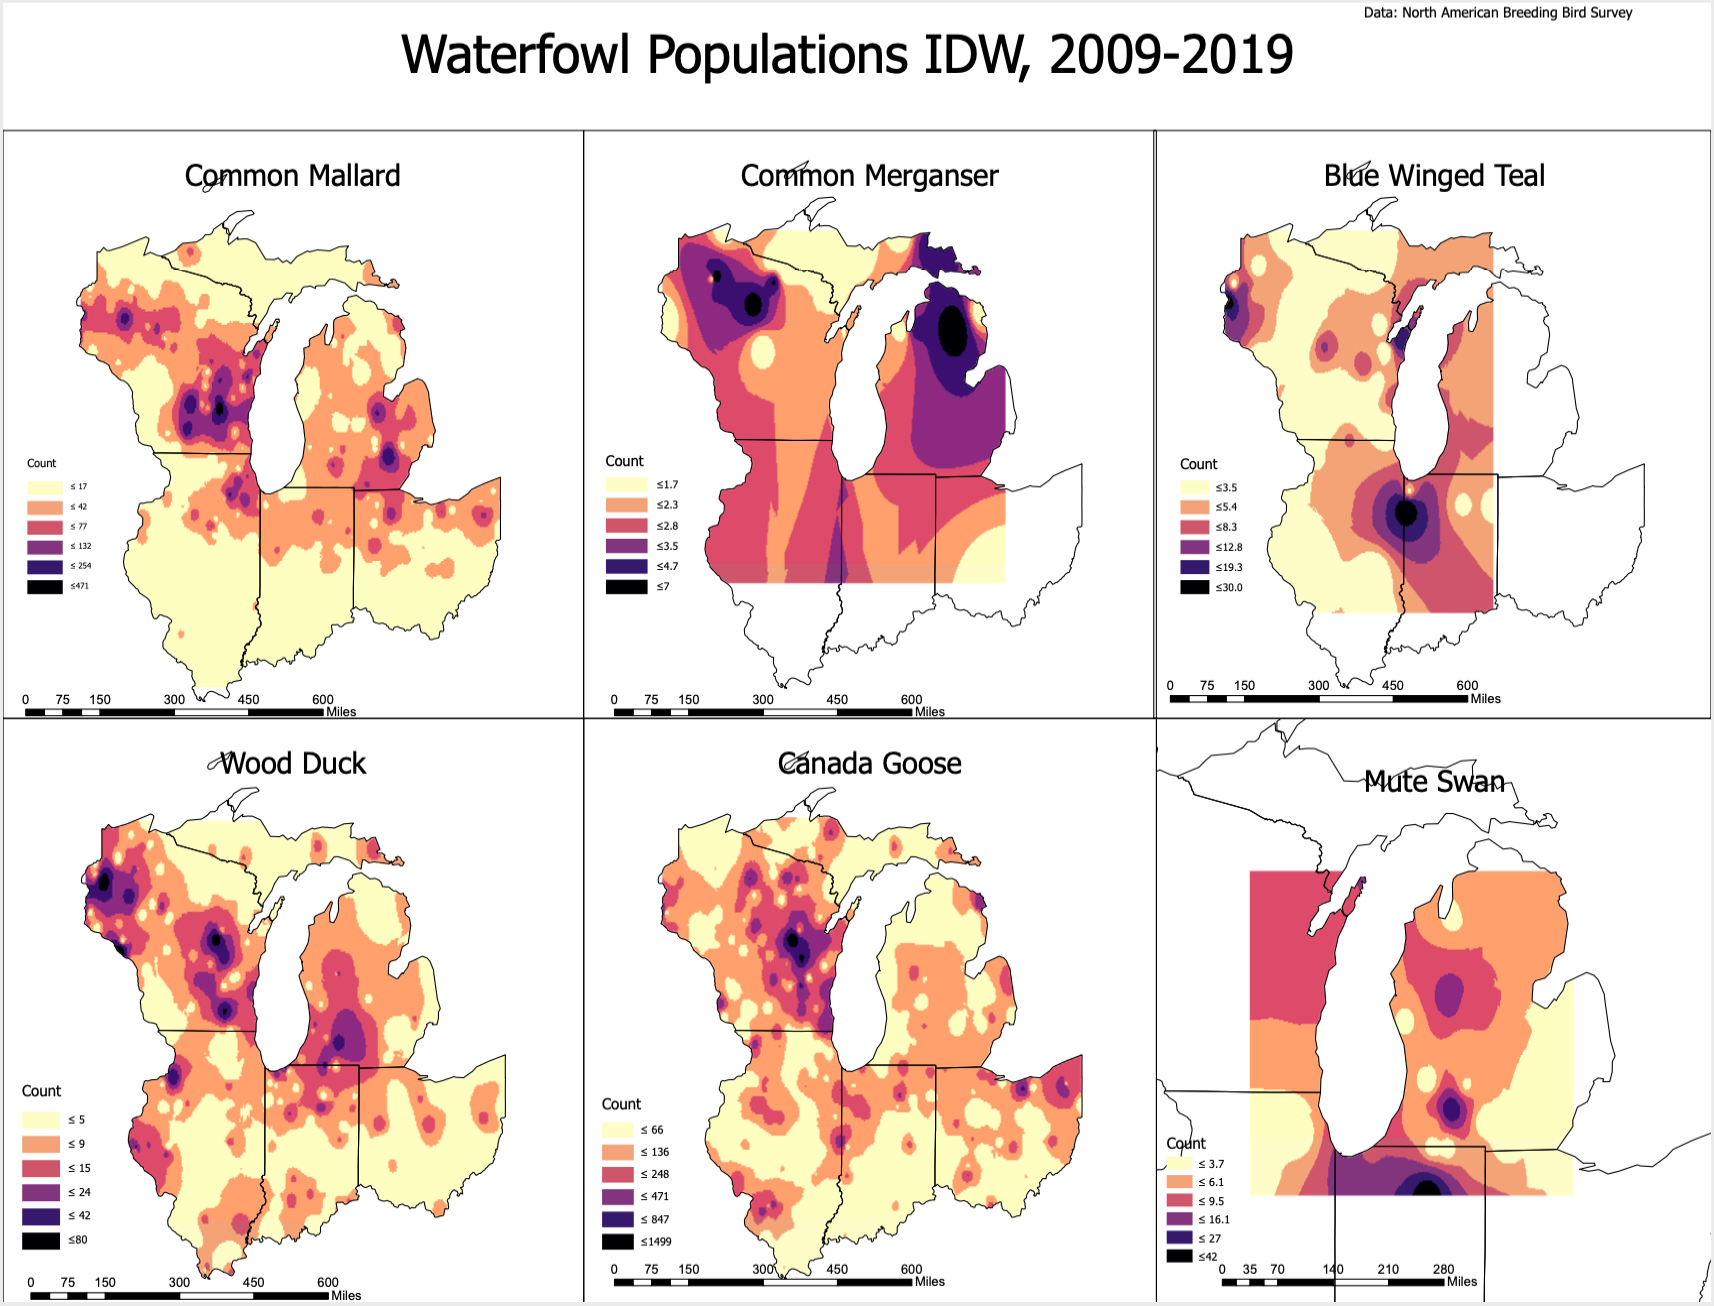 Data: North American Breeding Bird Survey
Waterfowl Populations IDW, 2009-2019
Common Mallard
Count
≤ 17
≤ 42
≤ 77
≤ 132
≤ 254
≤471
0 75 150 300 450 600
Miles
Common Merganser
Count
≤1.7
≤2.3
≤2.8
≤3.5
≤4.7
≤7
0 75 150 300 450 600
Miles
Blue Winged Teal
Count
≤3.5
≤5.4
≤8.3
≤12.8
≤19.3
≤30.0
0 75 150 300 450 600
Miles
Wood Duck
Count
≤ 5
≤ 9
≤ 15
≤ 24
≤ 42
≤80
0 75 150 300 450 600
Miles
Canada Goose
Count
≤ 66
≤ 136
≤ 248
≤ 471
≤ 847
≤1499
0 75 150 300 450 600
Miles
Mute Swan
Count
≤ 3.7
≤ 6.1
≤ 9.5
≤ 16.1
≤ 27
≤42
0 35 70 140 210 280
Miles